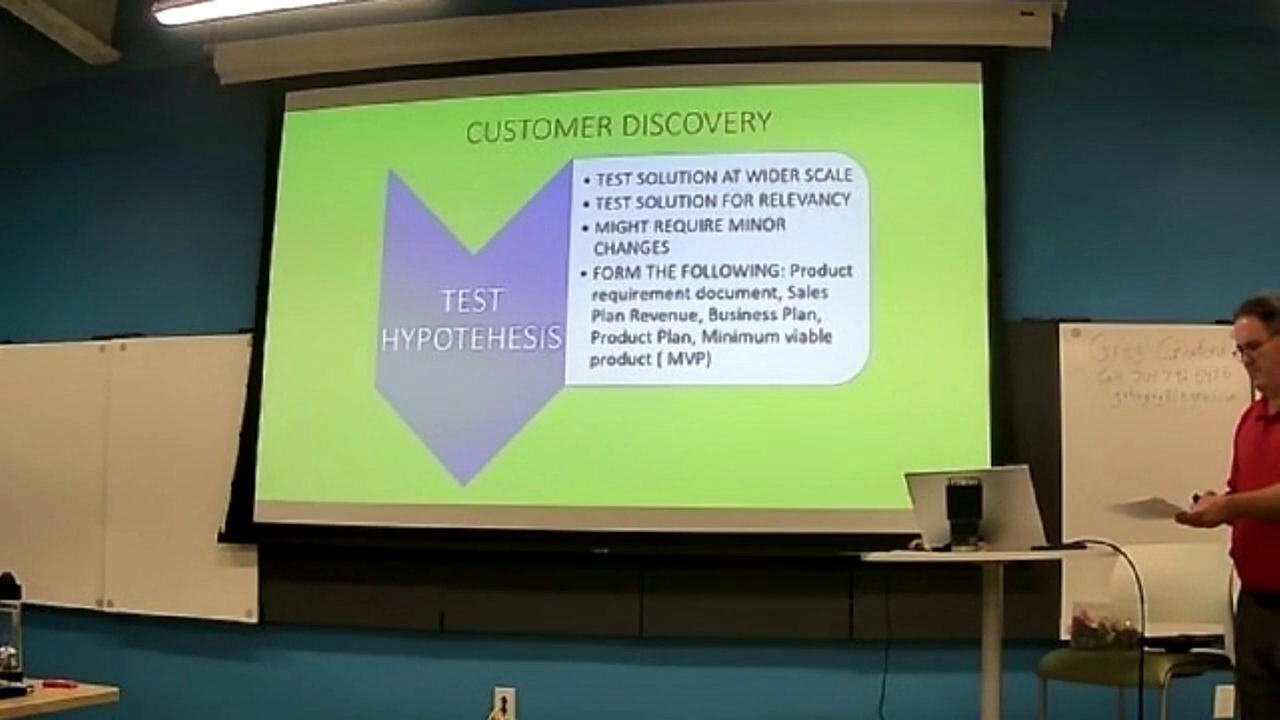 CUSTOMER DISCOVERY
TEST
HYPOTEHESIS
• TEST SOLUTION AT WIDER SCALE
• TEST SOLUTION FOR RELEVANCY
• MIGHT REQUIRE MINOR
CHANGES
• FORM THE FOLLOWING: Product
requirement document, Sales
Plan Revenue, Business Plan,
Product Plan, Minimum viable
product ( MVP)
Greg